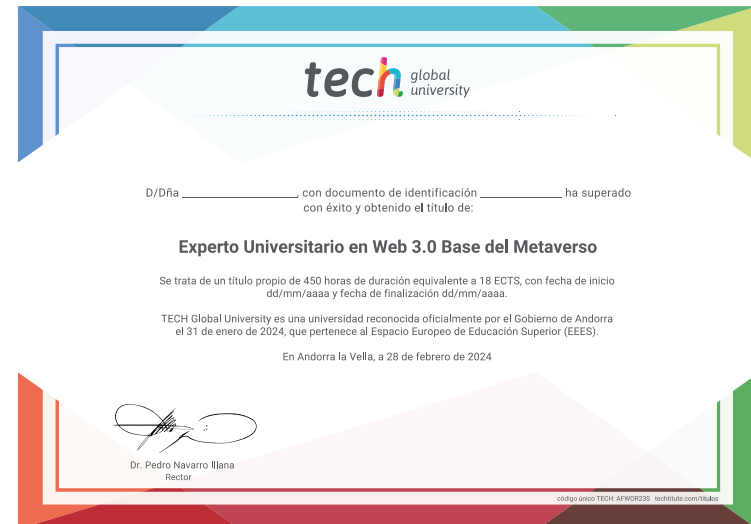 tech global
university
D/Dña ____________________, con documento de identificación ______________ ha superado
con éxito y obtenido el título de:
Experto Universitario en Web 3.0 Base del Metaverso
Se trata de un título propio de 450 horas de duración equivalente a 18 ECTS, con fecha de inicio
dd/mm/aaaa y fecha de finalización dd/mm/aaaa.
TECH Global University es una universidad reconocida oficialmente por el Gobierno de Andorra
el 31 de enero de 2024, que pertenece al Espacio Europeo de Educación Superior (EEES).
En Andorra la Vella, a 28 de febrero de 2024
Dr. Pedro Navarro Illana
Rector
código único TECH: AFWOR23S techtitute.com/titulos